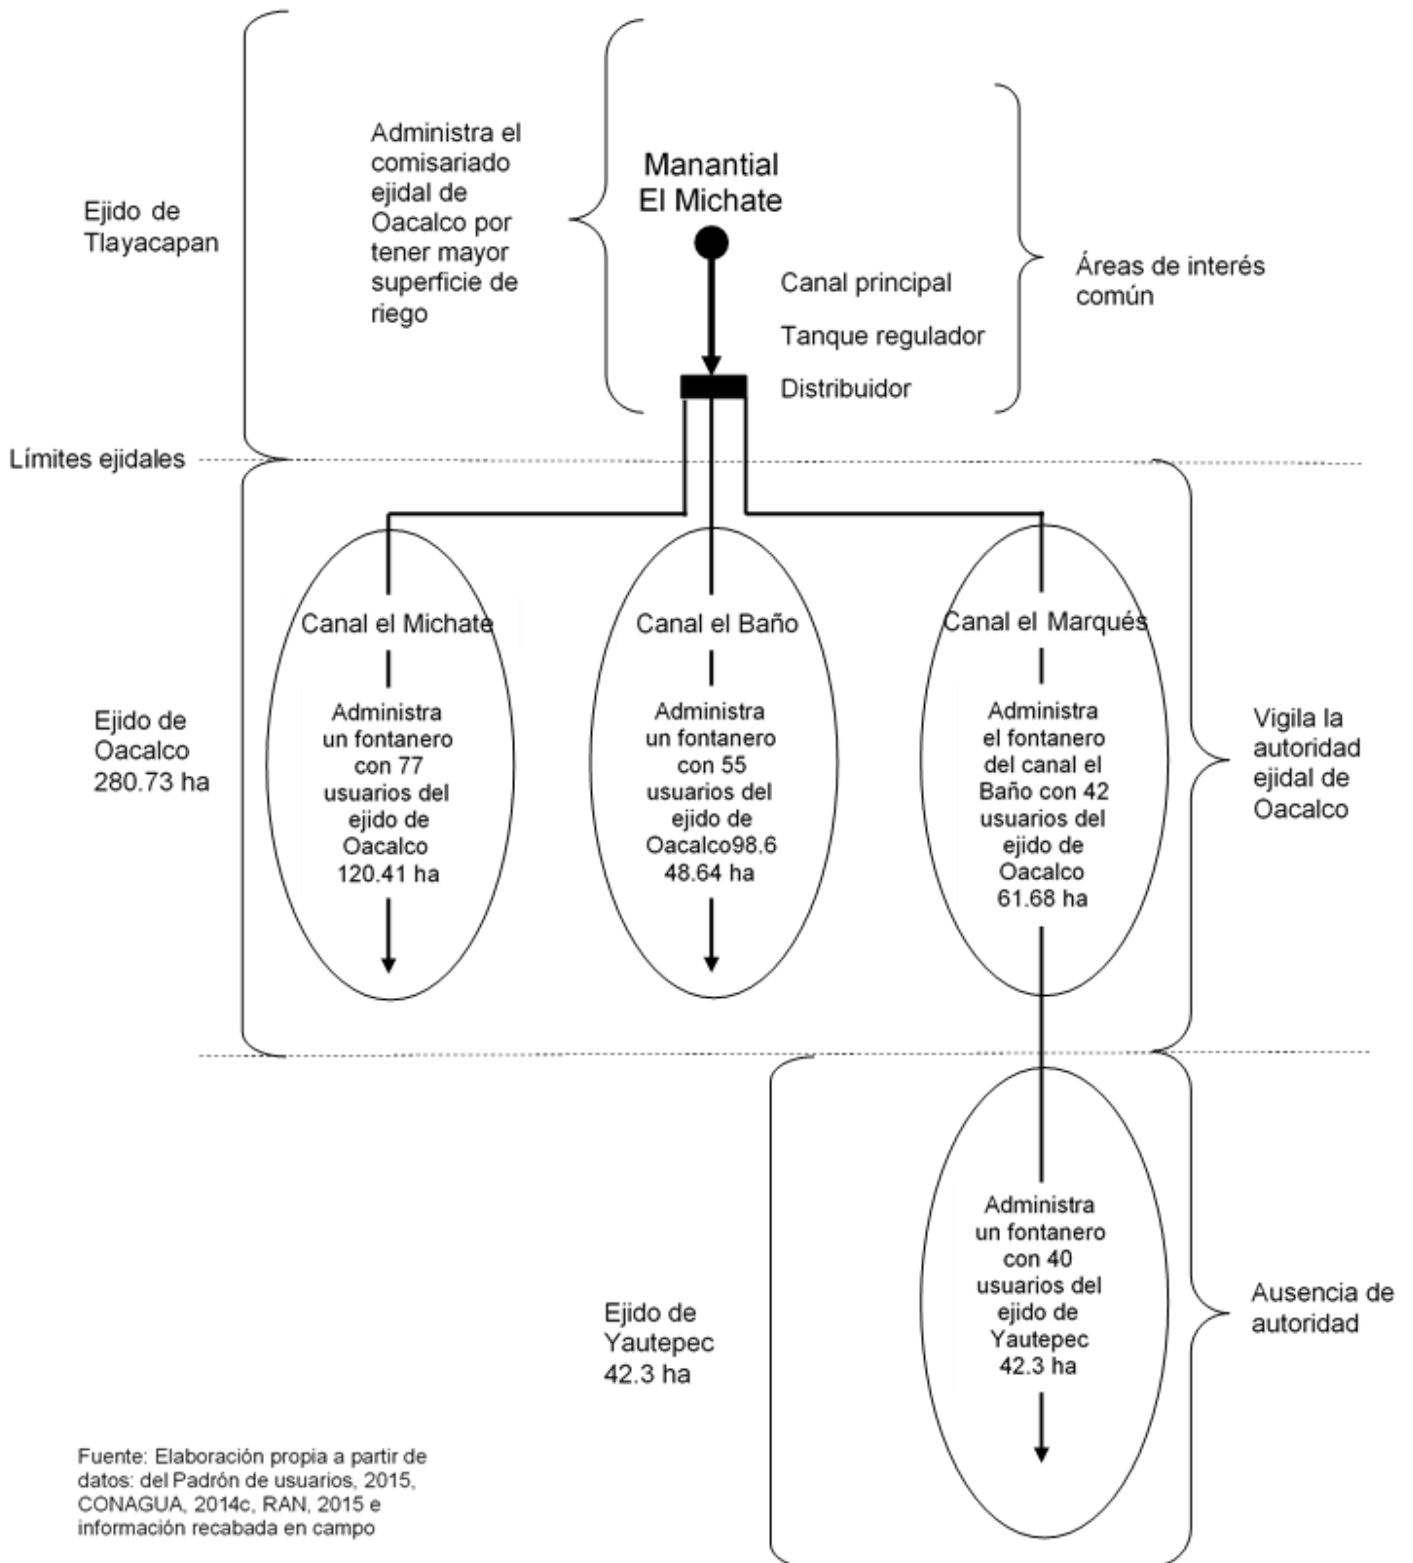 Administra el
comisariado
ejidal de
Oacalco por
tener mayor
superficie de
riego
Manantial
El Michate
Ejido de
Tlayacapan
Canal principal
Tanque regulador
Distribuidor
Áreas de interés
común
Límites ejidales
Canal el Michate
Canal el Baño
Canal el Marqués
Ejido de
Oacalco
280.73 ha
Administra
un fontanero
con 77
usuarios del
ejido de
Oacalco
120.41 ha
Administra
un fontanero
con 55
usuarios del
ejido de
Oacalco98.6
48.64 ha
Administra
el fontanero
del canal el
Baño con 42
usuarios del
ejido de
Oacalco
61.68 ha
Vigila la
autoridad
ejidal de
Oacalco
Ejido de
Yautepec
42.3 ha
Administra
un fontanero
con 40
usuarios del
ejido de
Yautepec
42.3 ha
Ausencia de
autoridad
Fuente: Elaboración propia a partir de
datos: del Padrón de usuarios, 2015,
CONAGUA, 2014c, RAN, 2015 e
información recabada en campo